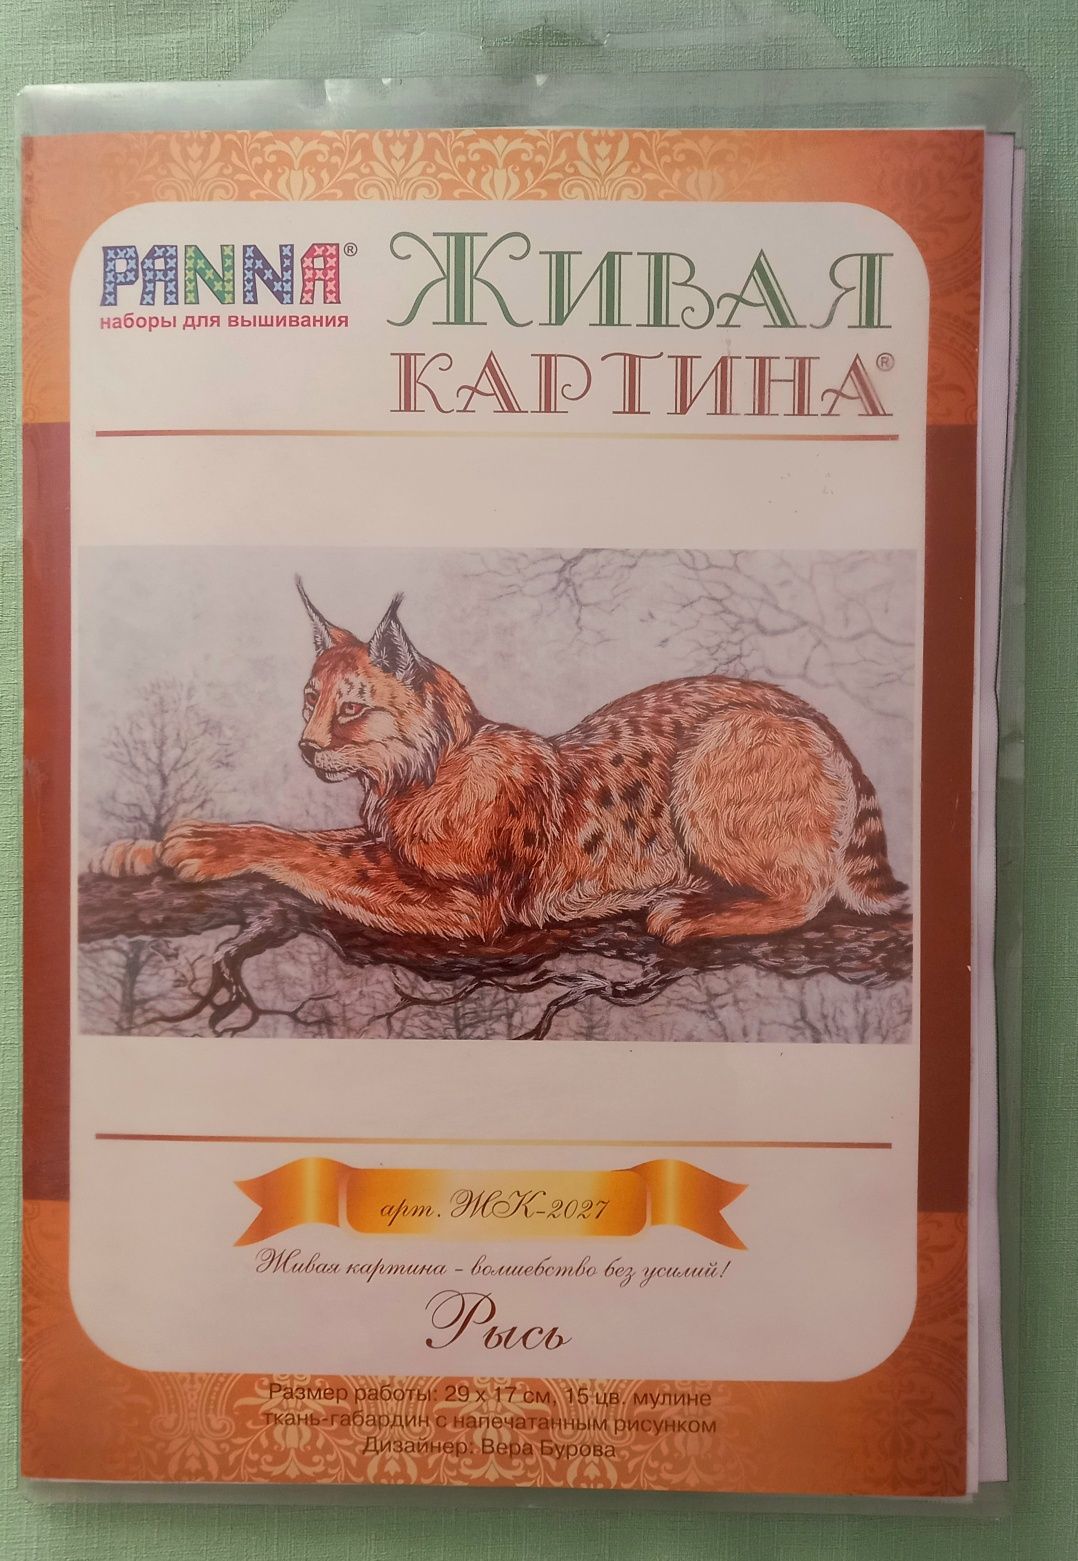 PANNA®
наборы для вышивания
ЖИВАЯ
КАРТИНА®
арт. ЖК-2027
Живая картина - волшебство без усилий!
Рысь
Размер работы: 29 х 17 см, 15 цв. мулине
ткань-габардин с напечатанным рисунком
Дизайнер: Вера Бурова